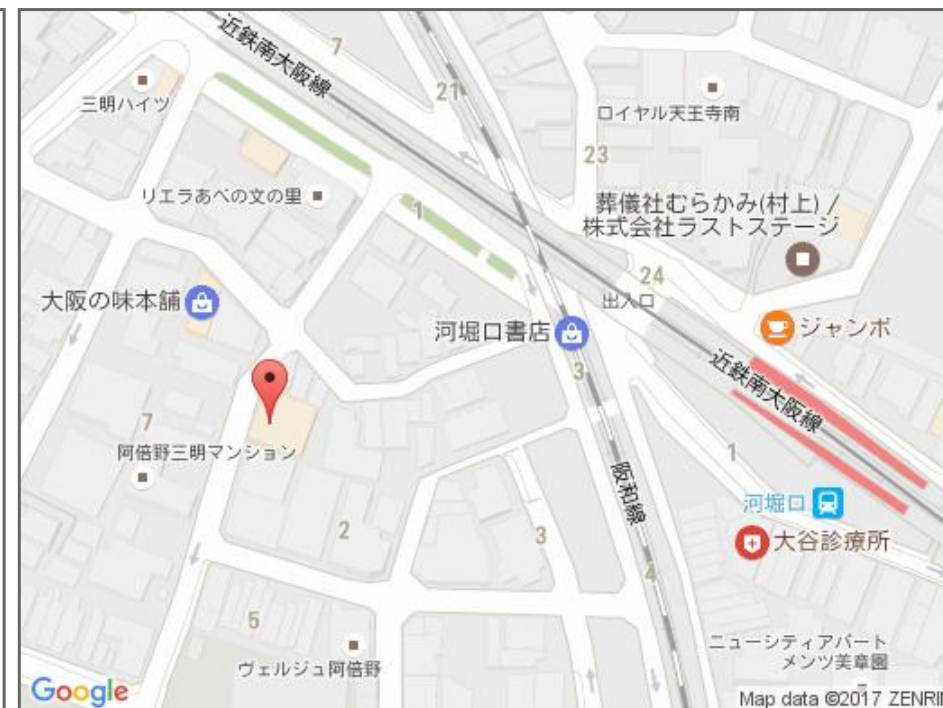 近鉄南大阪線
7
三明ハイツ
21
ロイヤル天王寺南
23
リエラあべの文の里
1
葬儀社むらかみ(村上) /
株式会社ラストステージ
24
出入口
大阪の味本舗
河堀口書店
ジャンボ
3
近鉄南大阪線
7
阿倍野三明マンション
1
阪和線
河堀口
2
3
大谷診療所
4
5
ヴェルジュ阿倍野
ニューシティアパート
メンツ美章園
Google
Map data ©2017 ZENRI